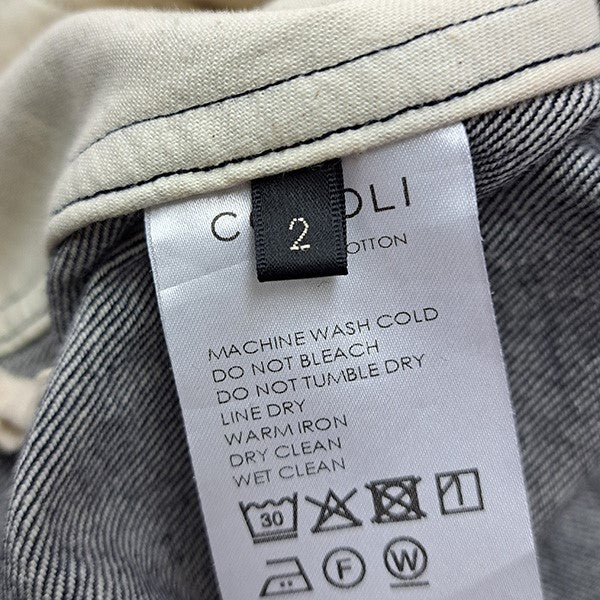 2
OTTON
MACHINE WASH COLD
DO NOT BLEACH
DO NOT TUMBLE DRY
LINE DRY
WARM IRON
DRY CLEAN
WET CLEAN
30
F W